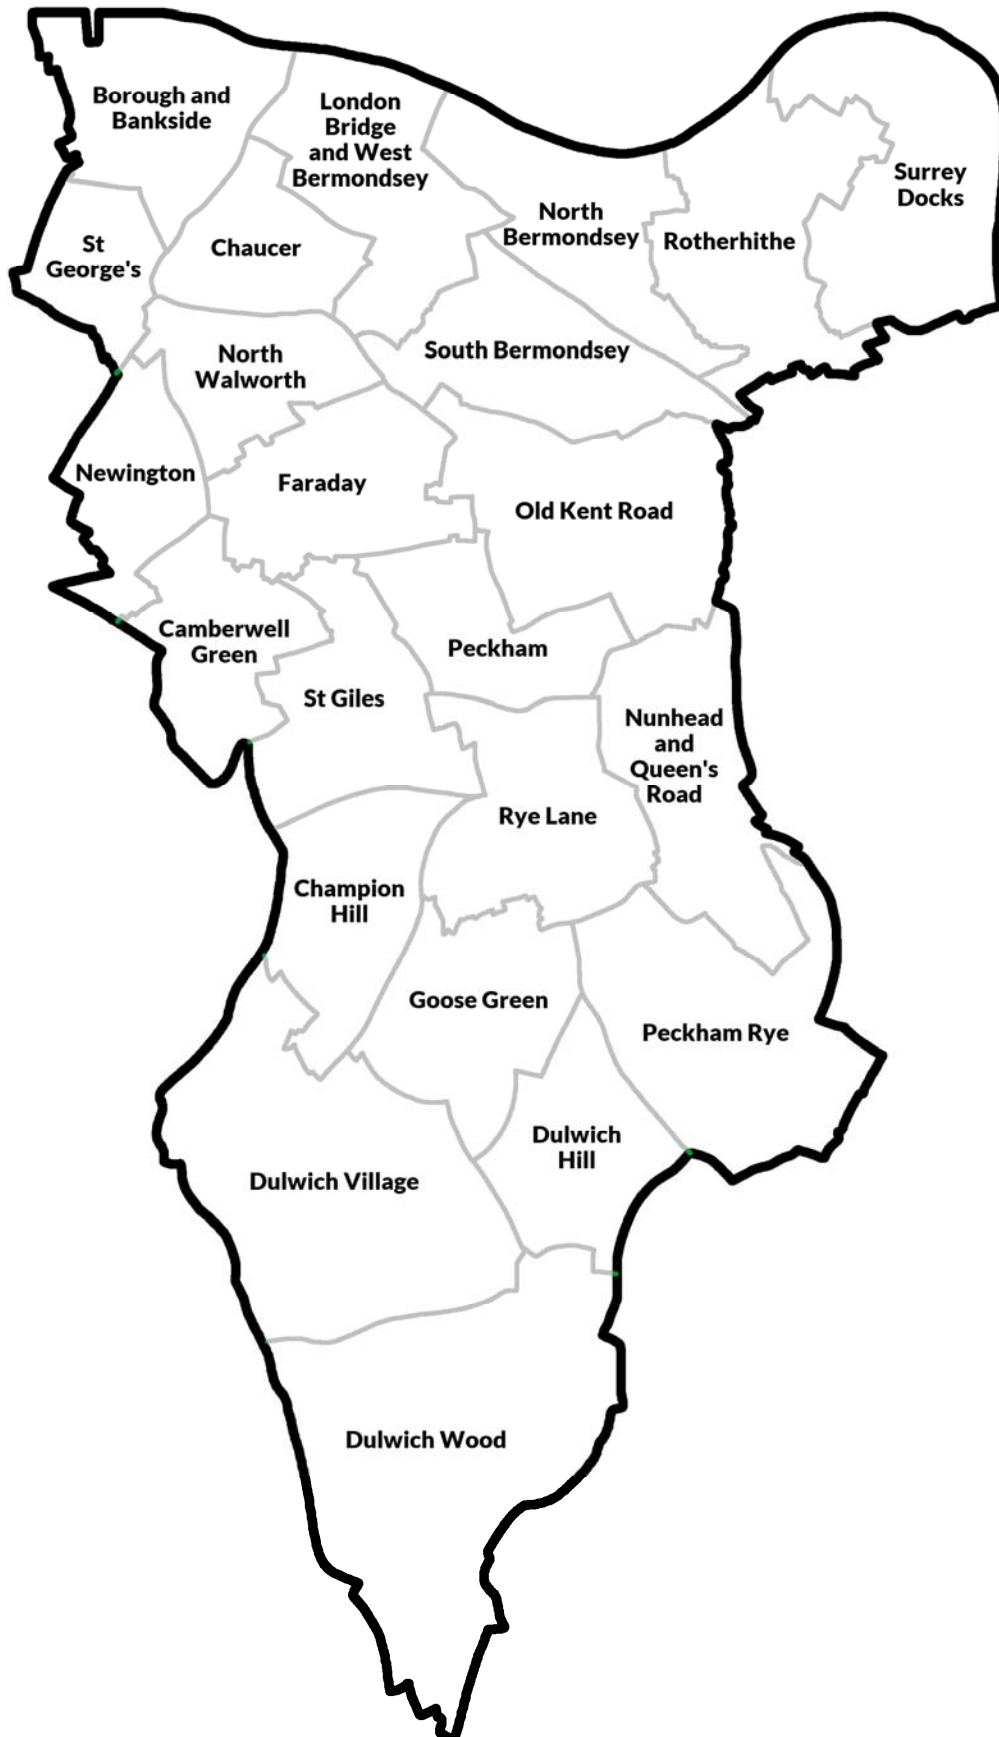 Borough and
Bankside
London
Bridge
and West
Bermondsey
Surrey
Docks
North
Bermondsey
Rotherhithe
St
George's
Chaucer
South Bermondsey
North
Walworth
Newington
Faraday
Old Kent Road
Camberwell
Green
Peckham
St Giles
Nunhead
and
Queen's
Road
Rye Lane
Champion
Hill
Goose Green
Peckham Rye
Dulwich
Hill
Dulwich Village
Dulwich Wood